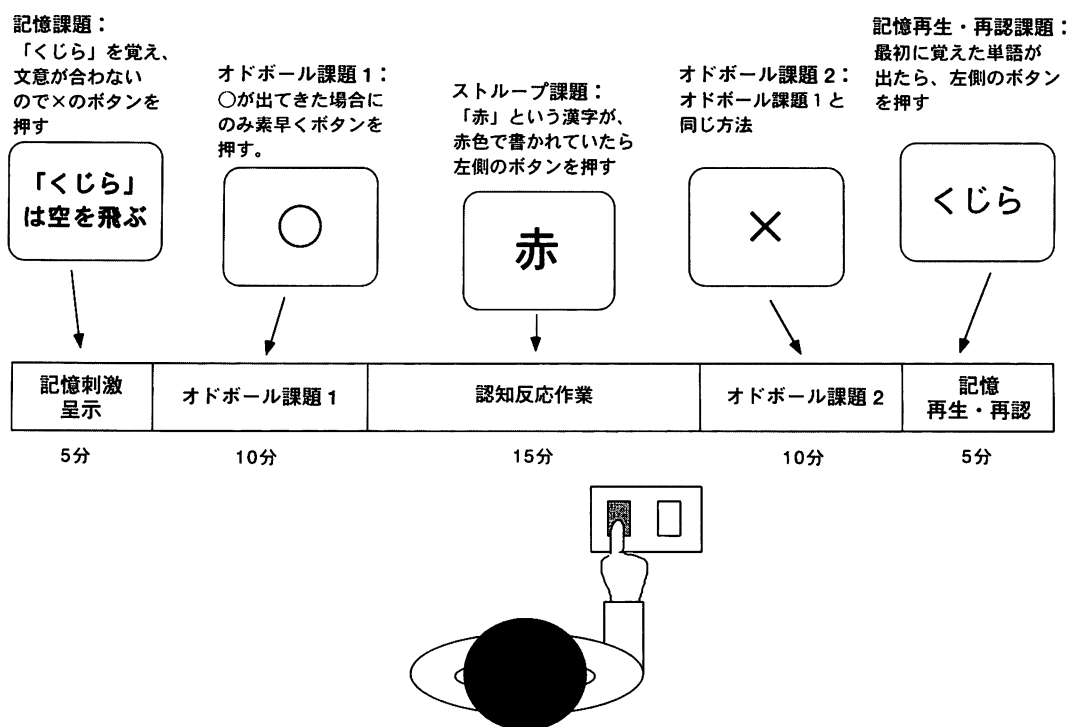 記憶課題：
「くじら」を覚え、
文意が合わない
ので×のボタンを
押す
「くじら」
は空を飛ぶ
オドボール課題1：
○が出てきた場合に
のみ素早くボタンを
押す。
○
ストループ課題：
「赤」という漢字が、
赤色で書かれていたら
左側のボタンを押す
赤
オドボール課題2：
オドボール課題1と
同じ方法
×
記憶再生・再認課題：
最初に覚えた単語が
出たら、左側のボタン
を押す
くじら
記憶刺激
呈示
オドボール課題1
認知反応作業
オドボール課題2
記憶
再生・再認
5分
10分
15分
10分
5分